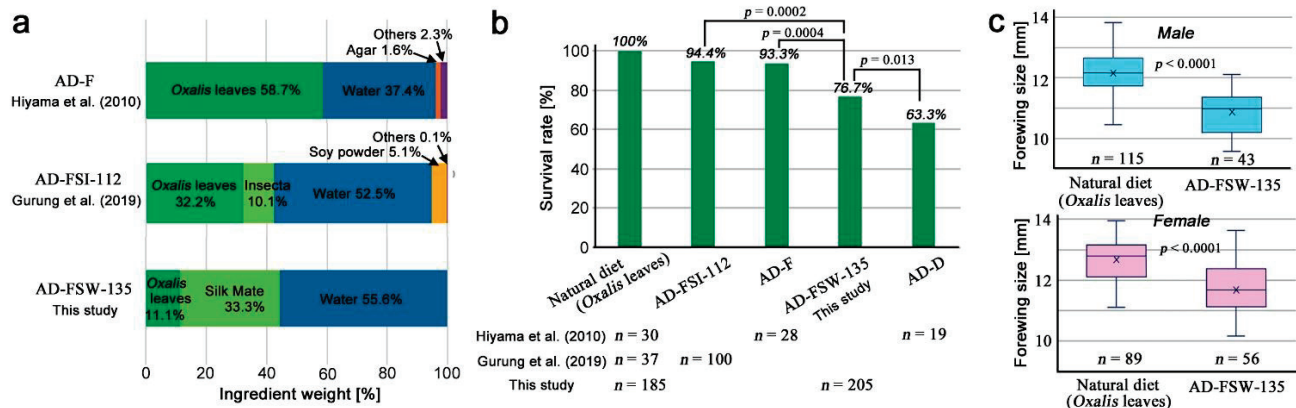 a
Others 2.3%
Agar 1.6%
AD-F
Hiyama et al. (2010)
Oxalis leaves 58.7%
Water 37.4%
Others 0.1%
Soy powder 5.1%
AD-FSI-112
Gurung et al. (2019)
Oxalis leaves
32.2%
Insecta
10.1%
Water 52.5%
AD-FSW-135
This study
Oxalis
leaves
11.1%
Silk Mate
33.3%
Water 55.6%
0 20 40 60 80 100
Ingredient weight [%]
b
p = 0.0002
p = 0.0004
p = 0.013
100% 94.4% 93.3% 76.7% 63.3%
Survival rate [%]
100
80
60
40
20
0
Natural diet
(Oxalis leaves)
AD-FSI-112
AD-F
AD-FSW-135
This study
AD-D
Hiyama et al. (2010) n = 30 n = 28 n = 19
Gurung et al. (2019) n = 37 n = 100
This study n = 185 n = 205
c
Forewing size [mm]
14
12
10
Male
p < 0.0001
n = 115 n = 43
Natural diet
(Oxalis leaves)
AD-FSW-135
Forewing size [mm]
14
12
10
Female
p < 0.0001
n = 89 n = 56
Natural diet
(Oxalis leaves)
AD-FSW-135